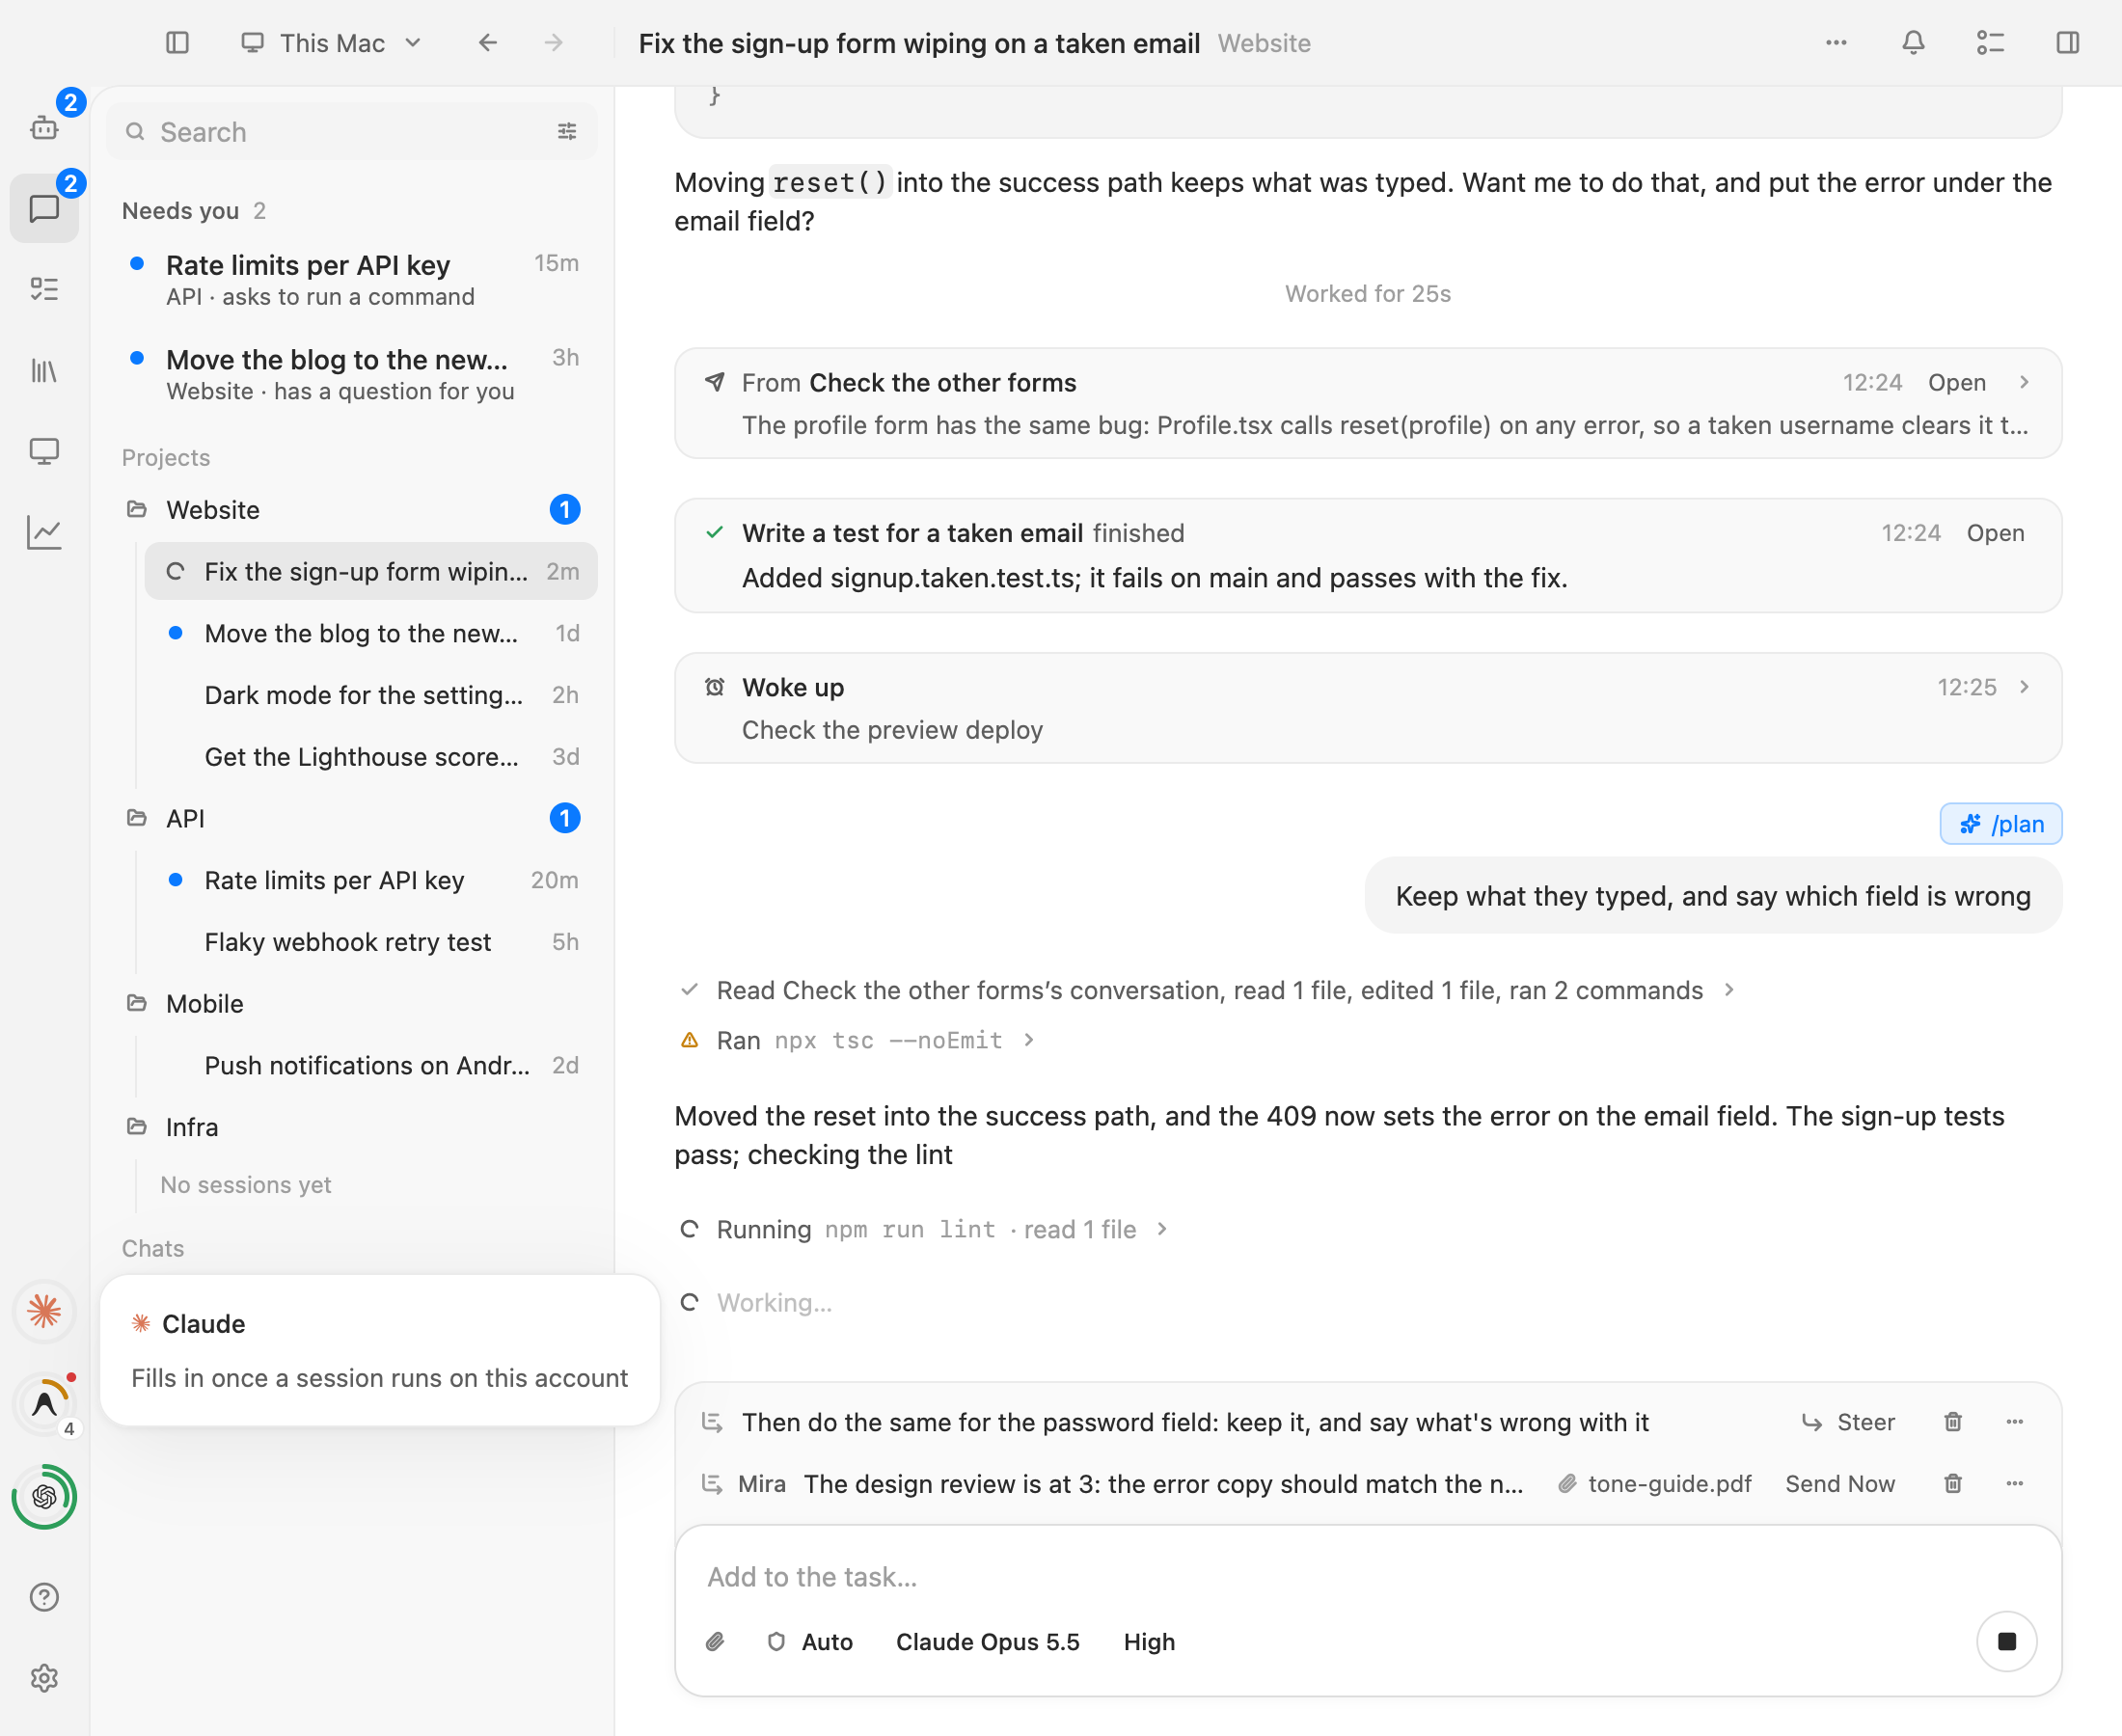 This Mac
Fix the sign-up form wiping on a taken email Website
2
2
Search
Needs you 2
Rate limits per API key 15m
API · asks to run a command
Move the blog to the new... 3h
Website · has a question for you
Projects
Website 1
Fix the sign-up form wipin... 2m
Move the blog to the new... 1d
Dark mode for the setting... 2h
Get the Lighthouse score... 3d
API 1
Rate limits per API key 20m
Flaky webhook retry test 5h
Mobile
Push notifications on Andr... 2d
Infra
No sessions yet
Chats
Claude
Fills in once a session runs on this account
4
}
Moving reset() into the success path keeps what was typed. Want me to do that, and put the error under the
email field?
Worked for 25s
From Check the other forms 12:24 Open
The profile form has the same bug: Profile.tsx calls reset(profile) on any error, so a taken username clears it t...
Write a test for a taken email finished 12:24 Open
Added signup.taken.test.ts; it fails on main and passes with the fix.
Woke up 12:25
Check the preview deploy
/plan
Keep what they typed, and say which field is wrong
Read Check the other forms’s conversation, read 1 file, edited 1 file, ran 2 commands
Ran npx tsc --noEmit
Moved the reset into the success path, and the 409 now sets the error on the email field. The sign-up tests
pass; checking the lint
Running npm run lint · read 1 file
Working...
Then do the same for the password field: keep it, and say what's wrong with it Steer
Mira The design review is at 3: the error copy should match the n... tone-guide.pdf Send Now
Add to the task...
Auto Claude Opus 5.5 High